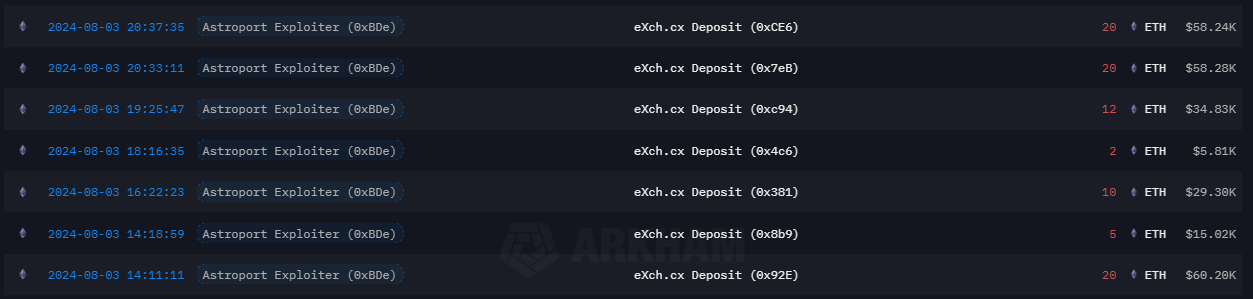 2024-08-03 20:37:35 Astroport Exploiter (0xBDe) eXch.cx Deposit (0xCE6) 20 ETH $58.24K
2024-08-03 20:33:11 Astroport Exploiter (0xBDe) eXch.cx Deposit (0x7eB) 20 ETH $58.28K
2024-08-03 19:25:47 Astroport Exploiter (0xBDe) eXch.cx Deposit (0xc94) 12 ETH $34.83K
2024-08-03 18:16:35 Astroport Exploiter (0xBDe) eXch.cx Deposit (0x4c6) 2 ETH $5.81K
2024-08-03 16:22:23 Astroport Exploiter (0xBDe) eXch.cx Deposit (0x381) 10 ETH $29.30K
2024-08-03 14:18:59 Astroport Exploiter (0xBDe) eXch.cx Deposit (0x8b9) 5 ETH $15.02K
ARKHAM
2024-08-03 14:11:11 Astroport Exploiter (0xBDe) eXch.cx Deposit (0x92E) 20 ETH $60.20K